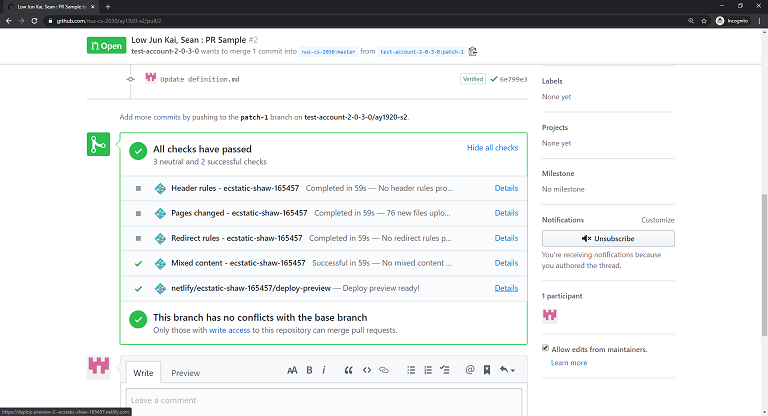 Low Jun Kai, Sean : PR Sample b
github.com/nus-cs-2030/ay1920-s2/pull/2
Incognito
Open
Low Jun Kai, Sean : PR Sample #2
test-account-2-0-3-0 wants to merge 1 commit into nus-cs-2030:master from test-account-2-0-3-0:patch-1
Update definition.md
Verified
6e799e3
Add more commits by pushing to the patch-1 branch on test-account-2-0-3-0/ay1920-s2.
All checks have passed
Hide all checks
3 neutral and 2 successful checks
Header rules - ecstatic-shaw-165457 Completed in 59s — No header rules pro... Details
Pages changed - ecstatic-shaw-165457 Completed in 59s — 76 new files uplo... Details
Redirect rules - ecstatic-shaw-165457 Completed in 59s — No redirect rules p... Details
Mixed content - ecstatic-shaw-165457 Successful in 59s — No mixed content ... Details
netlify/ecstatic-shaw-165457/deploy-preview — Deploy preview ready! Details
This branch has no conflicts with the base branch
Only those with write access to this repository can merge pull requests.
Write
Preview
AA B i
Leave a comment
Labels
None yet
Projects
None yet
Milestone
No milestone
Notifications
Customize
Unsubscribe
You're receiving notifications because
you authored the thread.
1 participant
Allow edits from maintainers.
Learn more
https://deploy-preview-2--ecstatic-shaw-165457.netlify.com